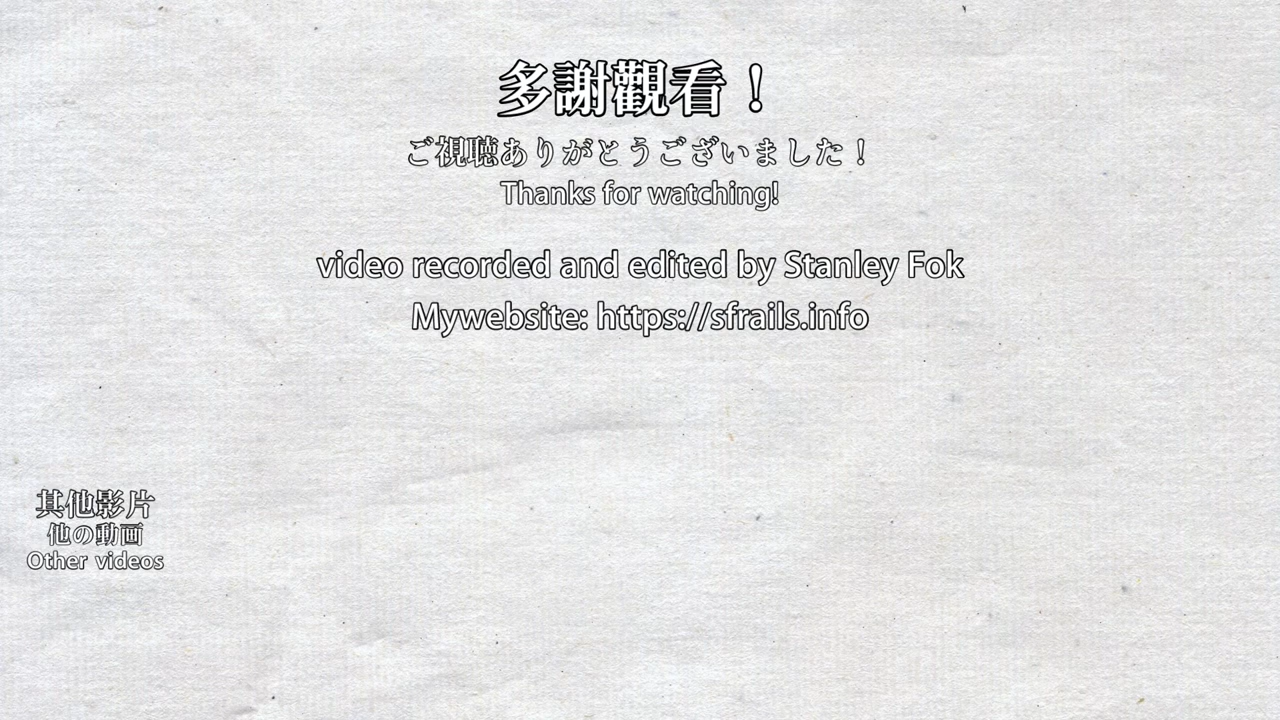 多謝觀看！
ご視聴ありがとうございました！
Thanks for watching!
video recorded and edited by Stanley Fok
Mywebsite: https://sfrails.info
其他影片
他の動画
Other videos